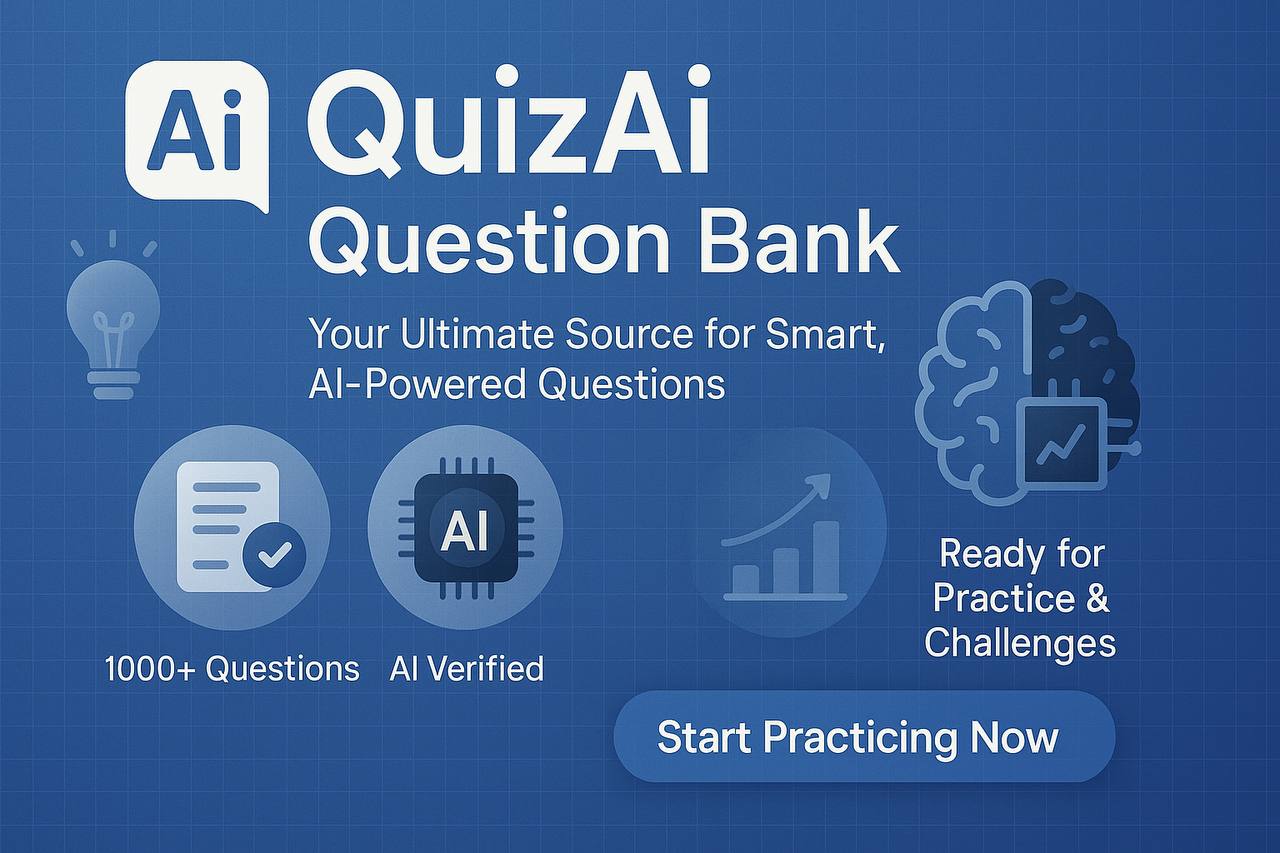 Ai QuizAi
Question Bank
Your Ultimate Source for Smart,
AI-Powered Questions
AI
1000+ Questions
AI Verified
Ready for
Practice &
Challenges
Start Practicing Now